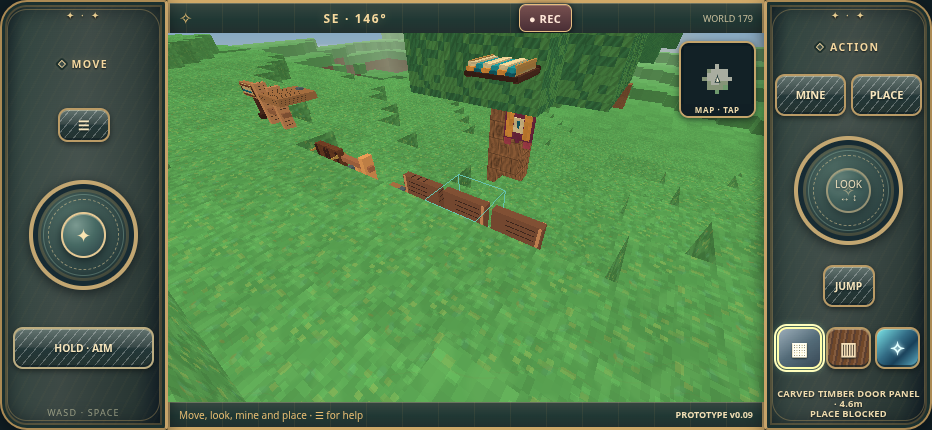 MOVE
HOLD · AIM
WASD · SPACE
SE · 146°
● REC
WORLD 179
MAP · TAP
Move, look, mine and place · ☰ for help
PROTOTYPE v0.09
ACTION
MINE
PLACE
LOOK
JUMP
CARVED TIMBER DOOR PANEL
· 4.6m
PLACE BLOCKED